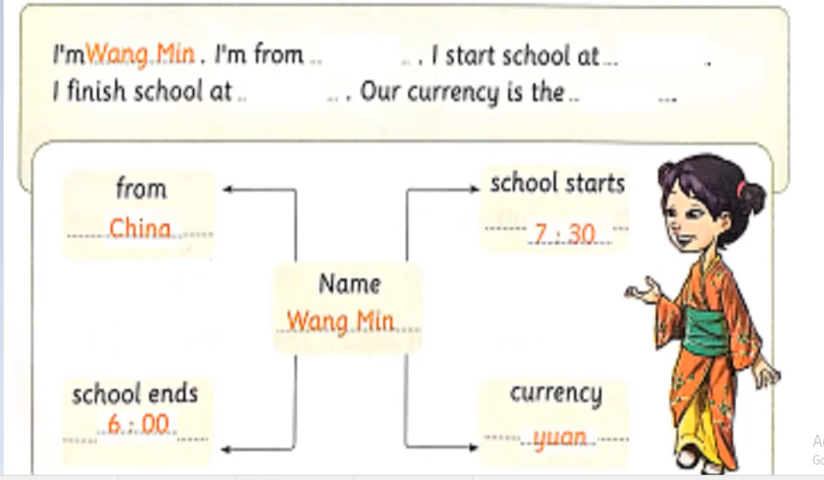 I'm Wang Min . I'm from .. .. . I start school at ... .
I finish school at .. .. . Our currency is the .. ...
from
China
school starts
7 : 30
Name
Wang Min
school ends
6 : 00
currency
yuan